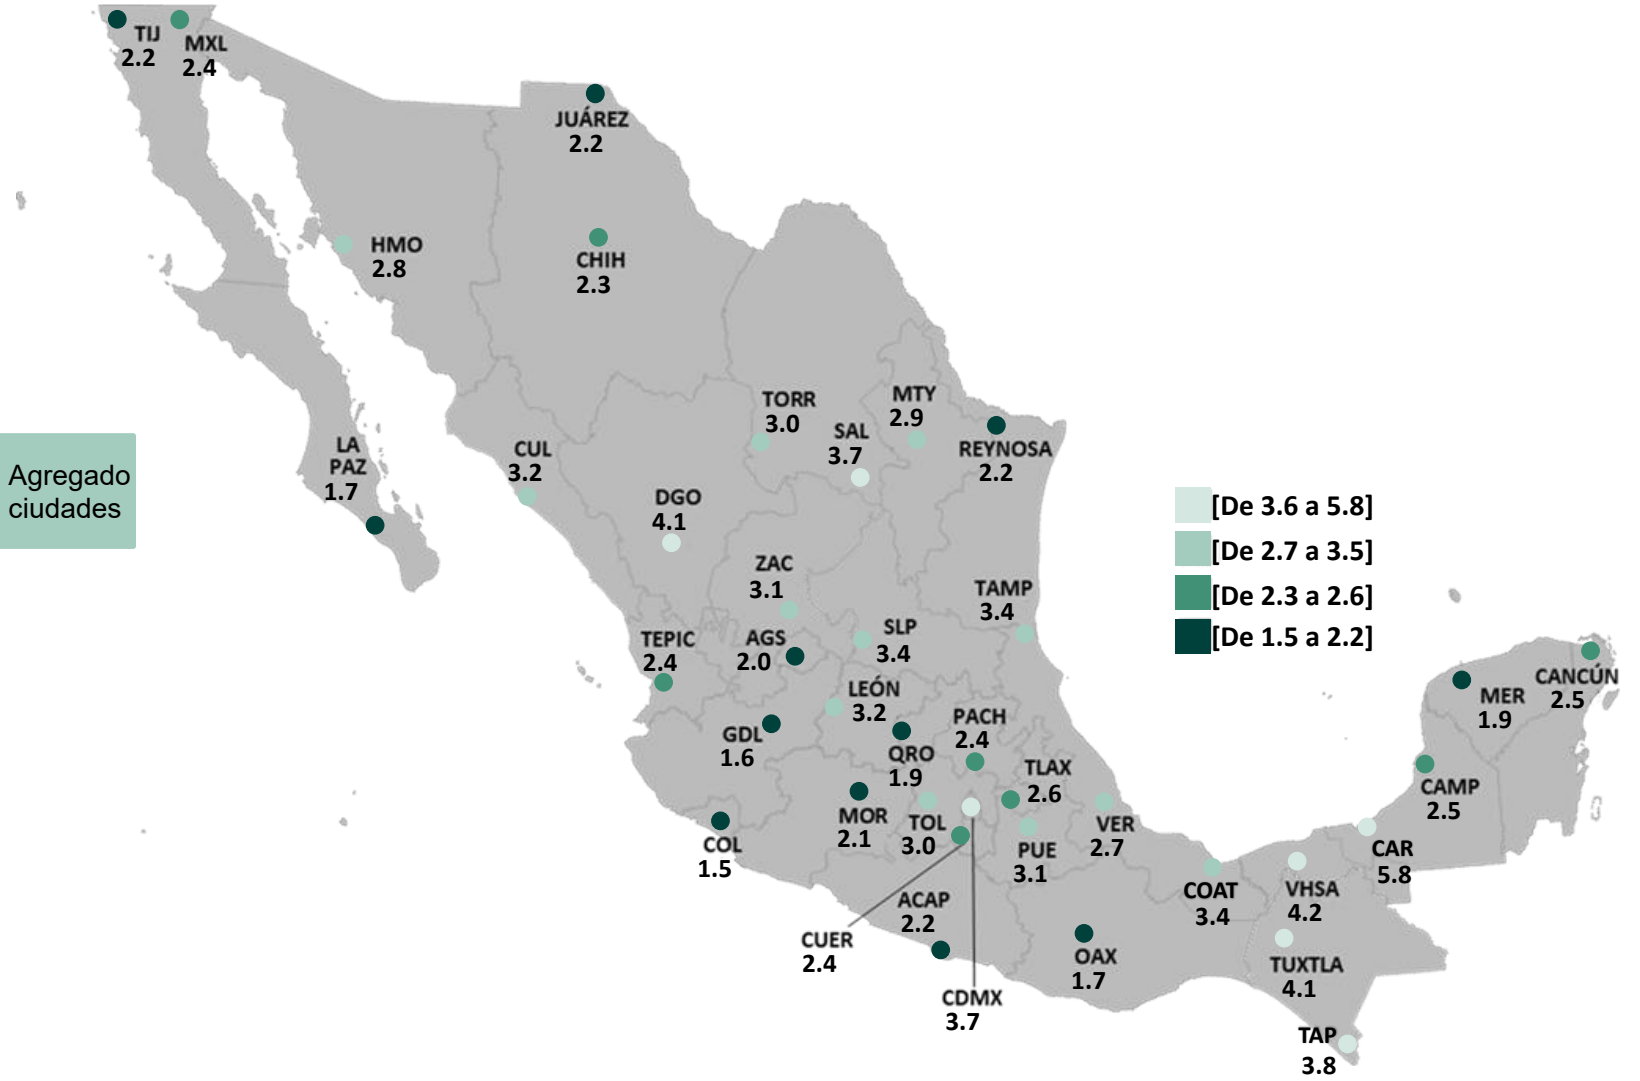 TIJ
2.2
MXL
2.4
JUÁREZ
2.2
HMO
2.8
CHIH
2.3
TORR
3.0
MTY
2.9
SAL
3.7
REYNOSA
2.2
LA
PAZ
1.7
CUL
3.2
Agregado
ciudades
DGO
4.1
[De 3.6 a 5.8]
[De 2.7 a 3.5]
[De 2.3 a 2.6]
[De 1.5 a 2.2]
ZAC
3.1
TAMP
3.4
TEPIC
2.4
AGS
2.0
SLP
3.4
LEÓN
3.2
PACH
2.4
CANCÚN
2.5
MER
1.9
GDL
1.6
QRO
1.9
TLAX
2.6
CAMP
2.5
MOR
2.1
TOL
3.0
VER
2.7
COL
1.5
PUE
3.1
CAR
5.8
ACAP
2.2
COAT
3.4
VHSA
4.2
CUER
2.4
OAX
1.7
TUXTLA
4.1
CDMX
3.7
TAP
3.8